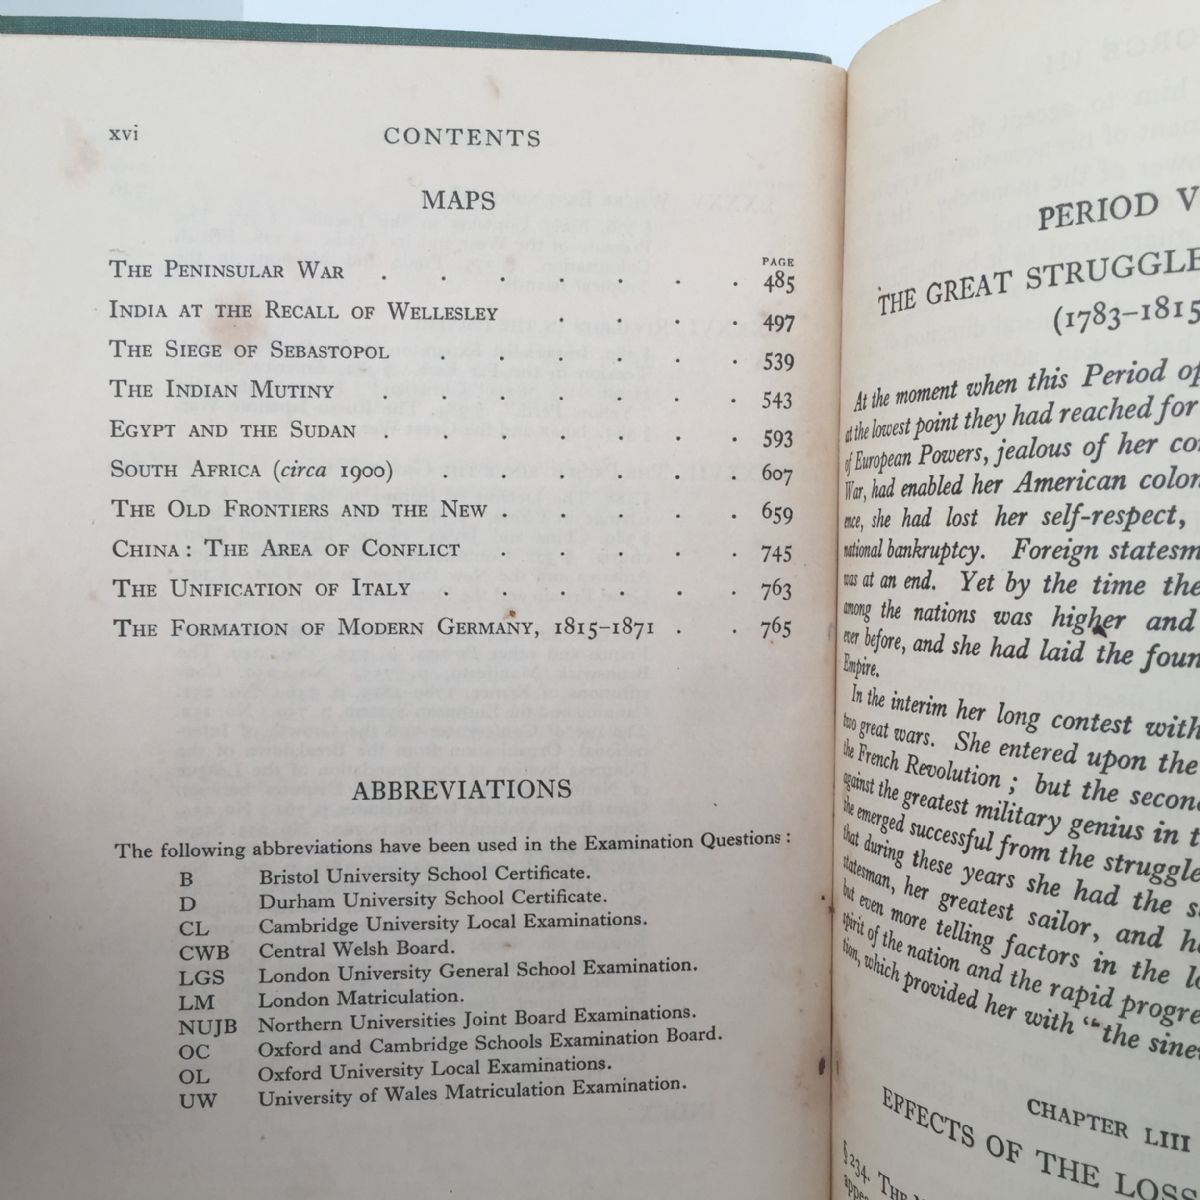 xvi
CONTENTS
MAPS
PAGE
THE PENINSULAR WAR . . . . . . . 485
INDIA AT THE RECALL OF WELLESLEY . . . . 497
THE SIEGE OF SEBASTOPOL . . . . . . 539
THE INDIAN MUTINY . . . . . . . 543
EGYPT AND THE SUDAN . . . . . . . 593
SOUTH AFRICA (circa 1900) . . . . . . 607
THE OLD FRONTIERS AND THE NEW . . . . . 659
CHINA : THE AREA OF CONFLICT . . . . . 745
THE UNIFICATION OF ITALY . . . . . . 763
THE FORMATION OF MODERN GERMANY, 1815–1871 . . 765
ABBREVIATIONS
The following abbreviations have been used in the Examination Questions :
B Bristol University School Certificate.
D Durham University School Certificate.
CL Cambridge University Local Examinations.
CWB Central Welsh Board.
LGS London University General School Examination.
LM London Matriculation.
NUJB Northern Universities Joint Board Examinations.
OC Oxford and Cambridge Schools Examination Board.
OL Oxford University Local Examinations.
UW University of Wales Matriculation Examination.
PERIOD V
THE GREAT STRUGGLE
(1783–1815
At the moment when this Period
at the lowest point they had reached for
of European Powers, jealous of her
War, had enabled her American
ence, she had lost her self-respect,
national bankruptcy. Foreign
was at an end. Yet by the time the
among the nations was higher and
ever before, and she had laid the
Empire.
In the interim her long contest with
two great wars. She entered upon the
the French Revolution ; but the
against the greatest military genius in
she emerged successful from the struggle
that during these years she had the
statesman, her greatest sailor, and
but even more telling factors in the
spirit of the nation and the rapid
tion, which provided her with "the
CHAPTER LIII
EFFECTS OF THE LOSS
§ 234. THE